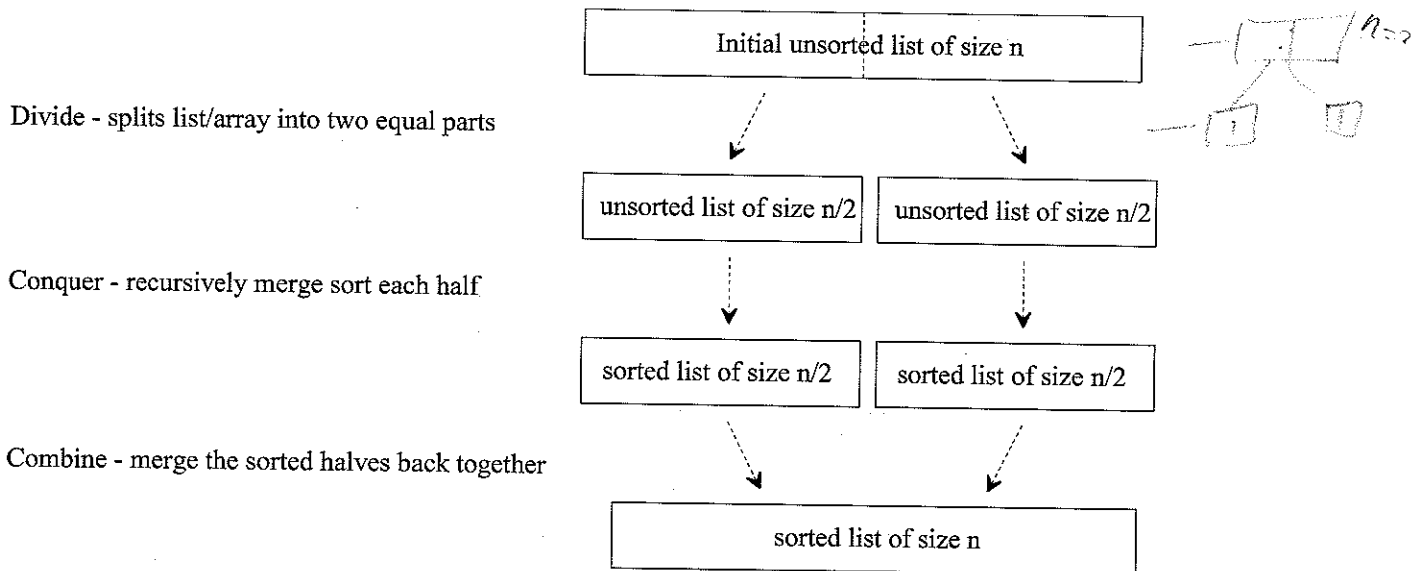 Initial unsorted list of size n
Divide - splits list/array into two equal parts
unsorted list of size n/2
unsorted list of size n/2
Conquer - recursively merge sort each half
sorted list of size n/2
sorted list of size n/2
Combine - merge the sorted halves back together
sorted list of size n